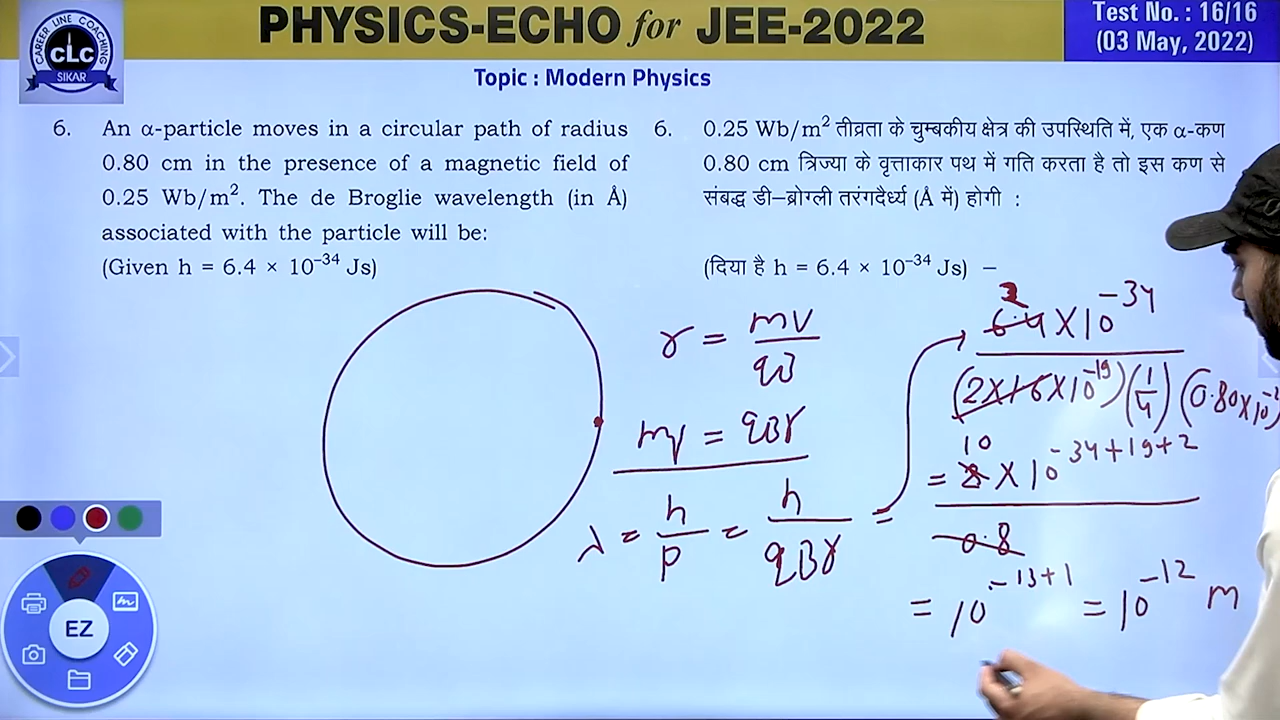 CAREER LINE COACHING
CLC
SIKAR
PHYSICS-ECHO for JEE-2022
Test No. : 16/16
(03 May, 2022)
Topic : Modern Physics
6. An α-particle moves in a circular path of radius
0.80 cm in the presence of a magnetic field of
0.25 Wb/m² . The de Broglie wavelength (in Å)
associated with the particle will be:
(Given h = 6.4 × 10⁻³⁴ Js)
6. 0.25 Wb/m² तीव्रता के चुम्बकीय क्षेत्र की उपस्थिति में, एक α-कण
0.80 cm त्रिज्या के वृत्ताकार पथ में गति करता है तो इस कण से
संबद्ध डी–ब्रोग्ली तरंगदैर्ध्य (Å में) होगी :
(दिया है h = 6.4 × 10⁻³⁴ Js) –
r = mv / qB
mv = qBr
λ = h/p = h/qBr =
2
6.4 × 10⁻³⁴
(2×1.6×10⁻¹⁹) (1/4) (0.80×10⁻²
10
= 8 × 10^-34+19+2
0.8
= 10^-13+1 = 10⁻¹² m
EZ